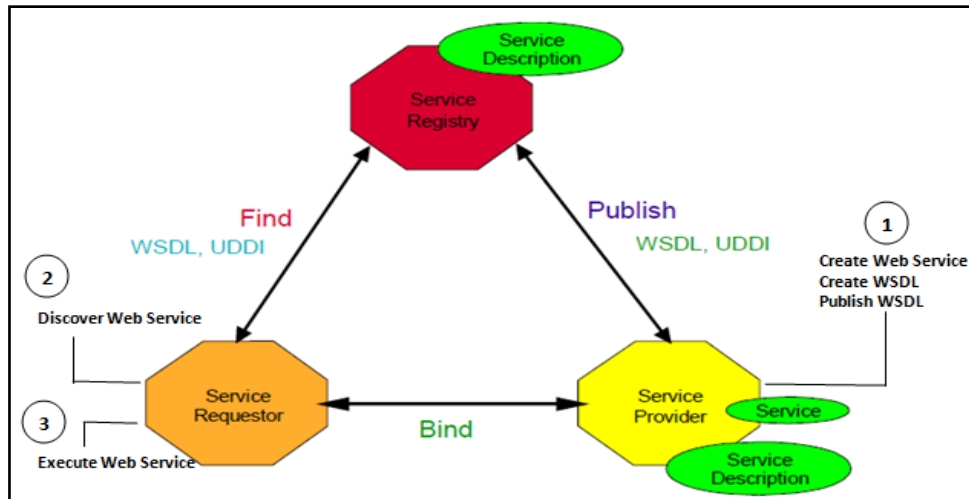 Service
Description
Service
Registry
Find
WSDL, UDDI
Publish
WSDL, UDDI
1
Create Web Service
Create WSDL
Publish WSDL
2
Discover Web Service
Service
Requestor
3
Execute Web Service
Bind
Service
Provider
Service
Service
Description